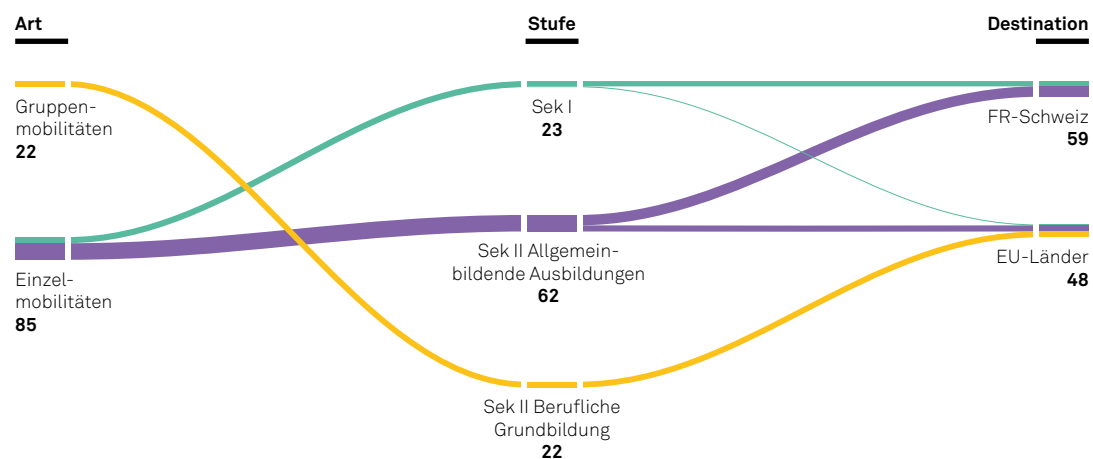 Art
Stufe
Destination
Gruppen-
mobilitäten
22
Einzel-
mobilitäten
85
Sek I
23
Sek II Allgemein-
bildende Ausbildungen
62
Sek II Berufliche
Grundbildung
22
FR-Schweiz
59
EU-Länder
48